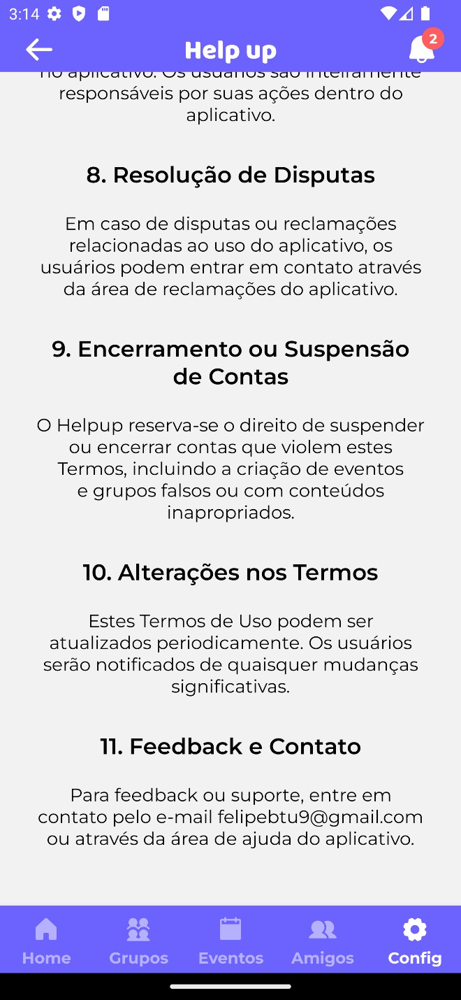 3:14
Help up
2
no aplicativo. Os usuários são inteiramente
responsáveis por suas ações dentro do
aplicativo.
8. Resolução de Disputas
Em caso de disputas ou reclamações
relacionadas ao uso do aplicativo, os
usuários podem entrar em contato através
da área de reclamações do aplicativo.
9. Encerramento ou Suspensão
de Contas
O Helpup reserva-se o direito de suspender
ou encerrar contas que violem estes
Termos, incluindo a criação de eventos
e grupos falsos ou com conteúdos
inapropriados.
10. Alterações nos Termos
Estes Termos de Uso podem ser
atualizados periodicamente. Os usuários
serão notificados de quaisquer mudanças
significativas.
11. Feedback e Contato
Para feedback ou suporte, entre em
contato pelo e-mail felipebtu9@gmail.com
ou através da área de ajuda do aplicativo.
Home Grupos Eventos Amigos Config